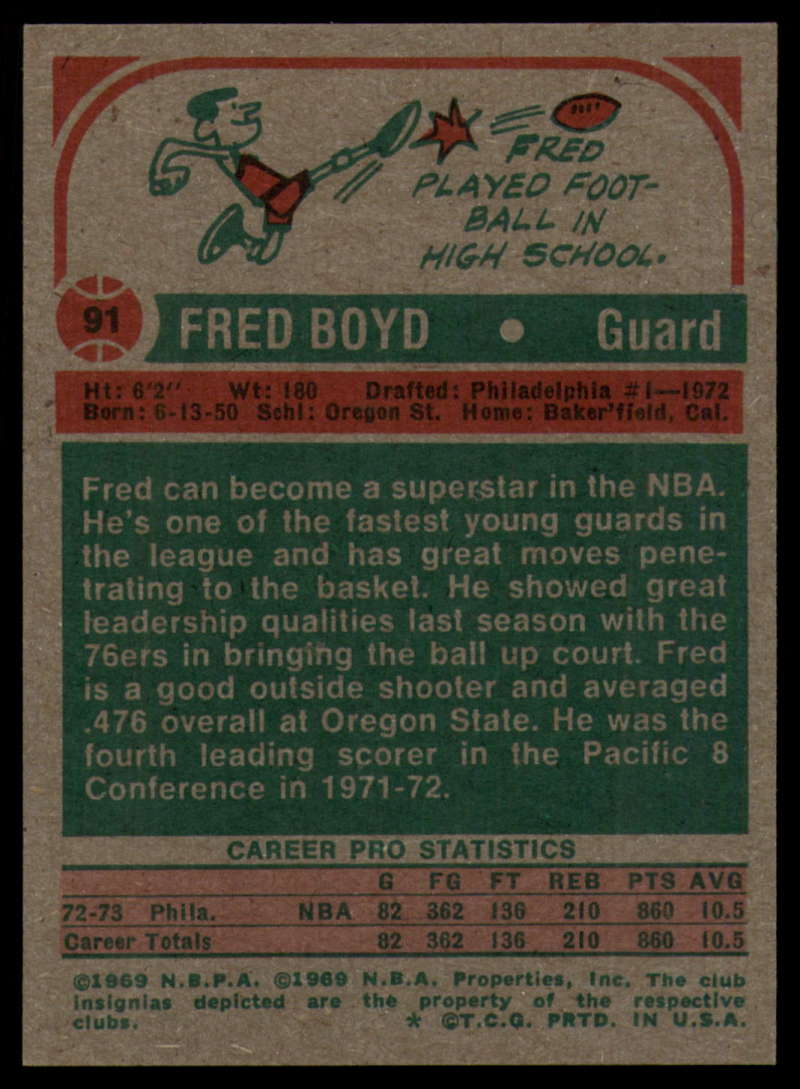 FRED
PLAYED FOOT-
BALL IN
HIGH SCHOOL.
91 FRED BOYD • Guard
Ht: 6'2" Wt: 180 Drafted: Philadelphia #1—1972
Born: 6-13-50 Schl: Oregon St. Home: Baker'field, Cal.
Fred can become a superstar in the NBA.
He's one of the fastest young guards in
the league and has great moves pene-
trating to the basket. He showed great
leadership qualities last season with the
76ers in bringing the ball up court. Fred
is a good outside shooter and averaged
.476 overall at Oregon State. He was the
fourth leading scorer in the Pacific 8
Conference in 1971-72.
CAREER PRO STATISTICS
G FG FT REB PTS AVG
72-73 Phila. NBA 82 362 136 210 860 10.5
Career Totals 82 362 136 210 860 10.5
©1969 N.B.P.A. ©1969 N.B.A. Properties, Inc. The club
insignias depicted are the property of the respective
clubs. * ©T.C.G. PRTD. IN U.S.A.